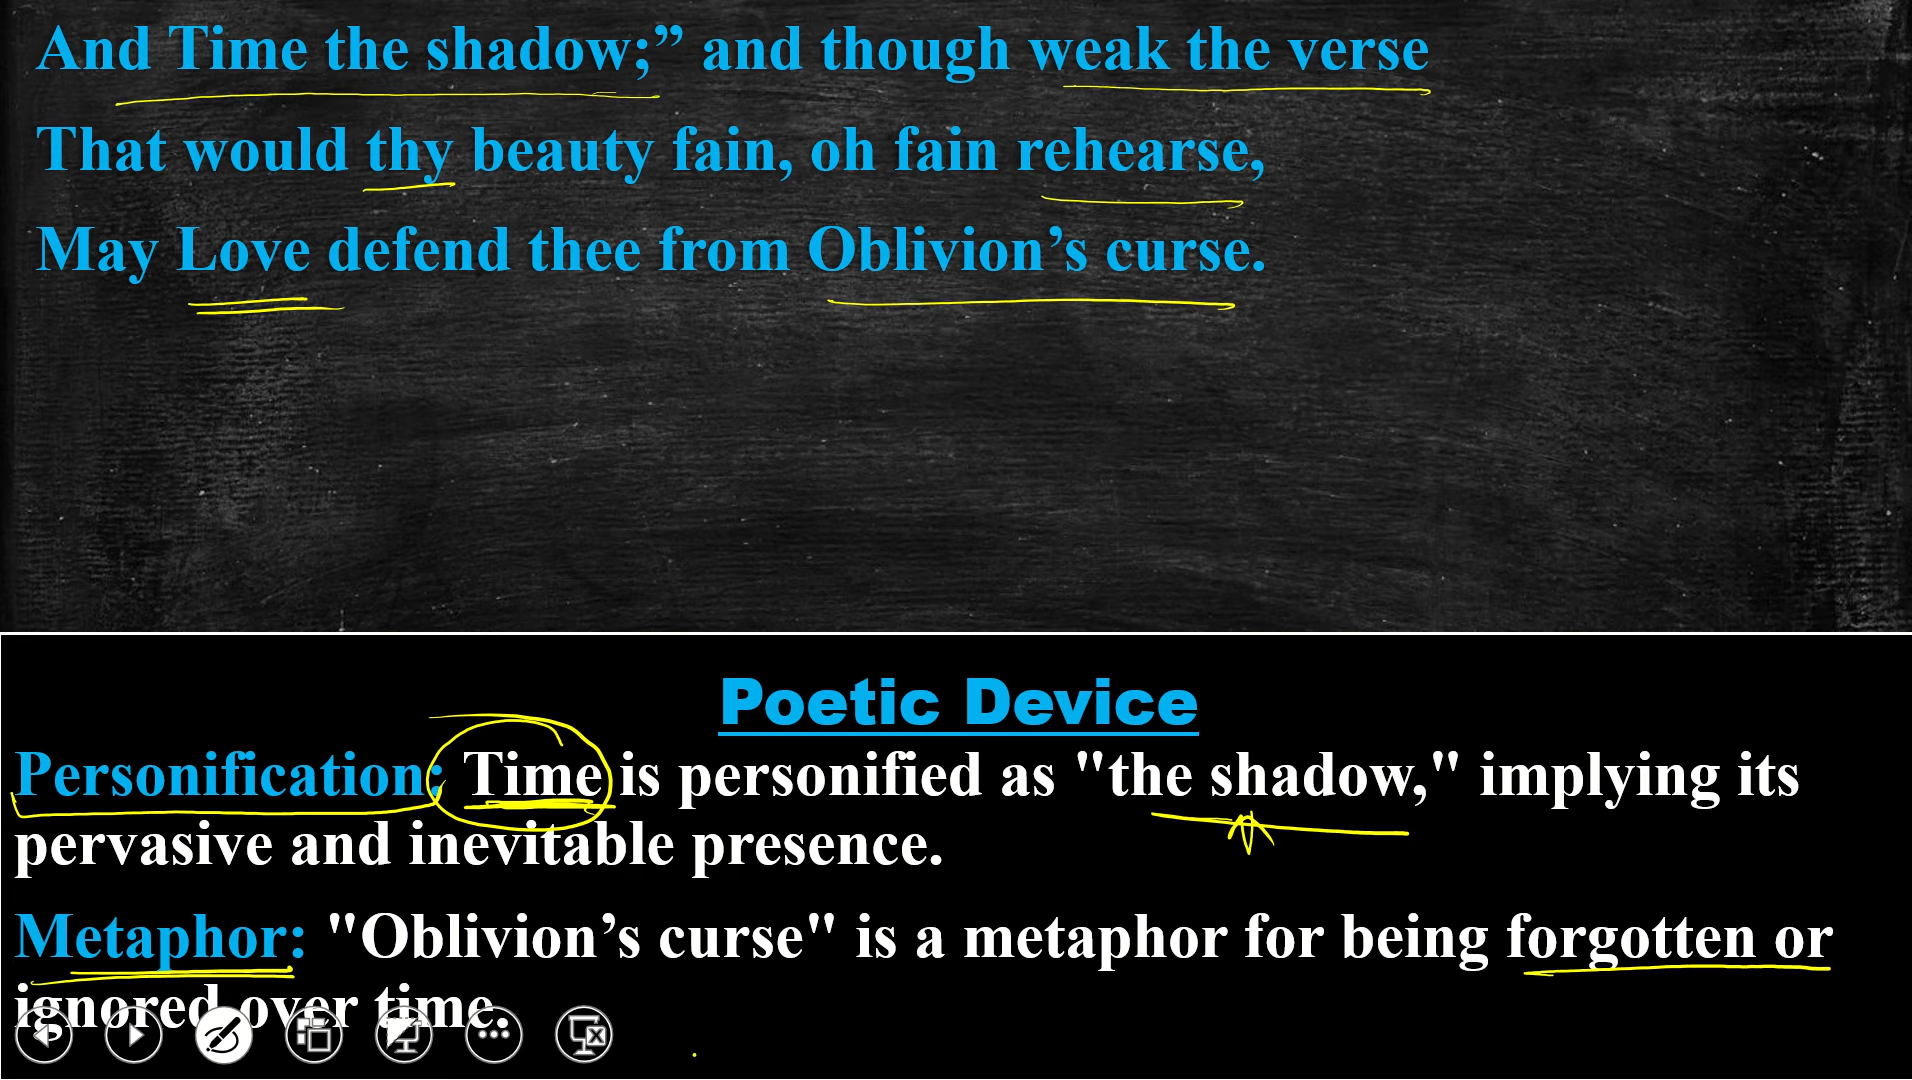 And Time the shadow;” and though weak the verse
That would thy beauty fain, oh fain rehearse,
May Love defend thee from Oblivion’s curse.
Poetic Device
Personification: Time is personified as "the shadow," implying its
pervasive and inevitable presence.
Metaphor: "Oblivion’s curse" is a metaphor for being forgotten or
ignored over time.